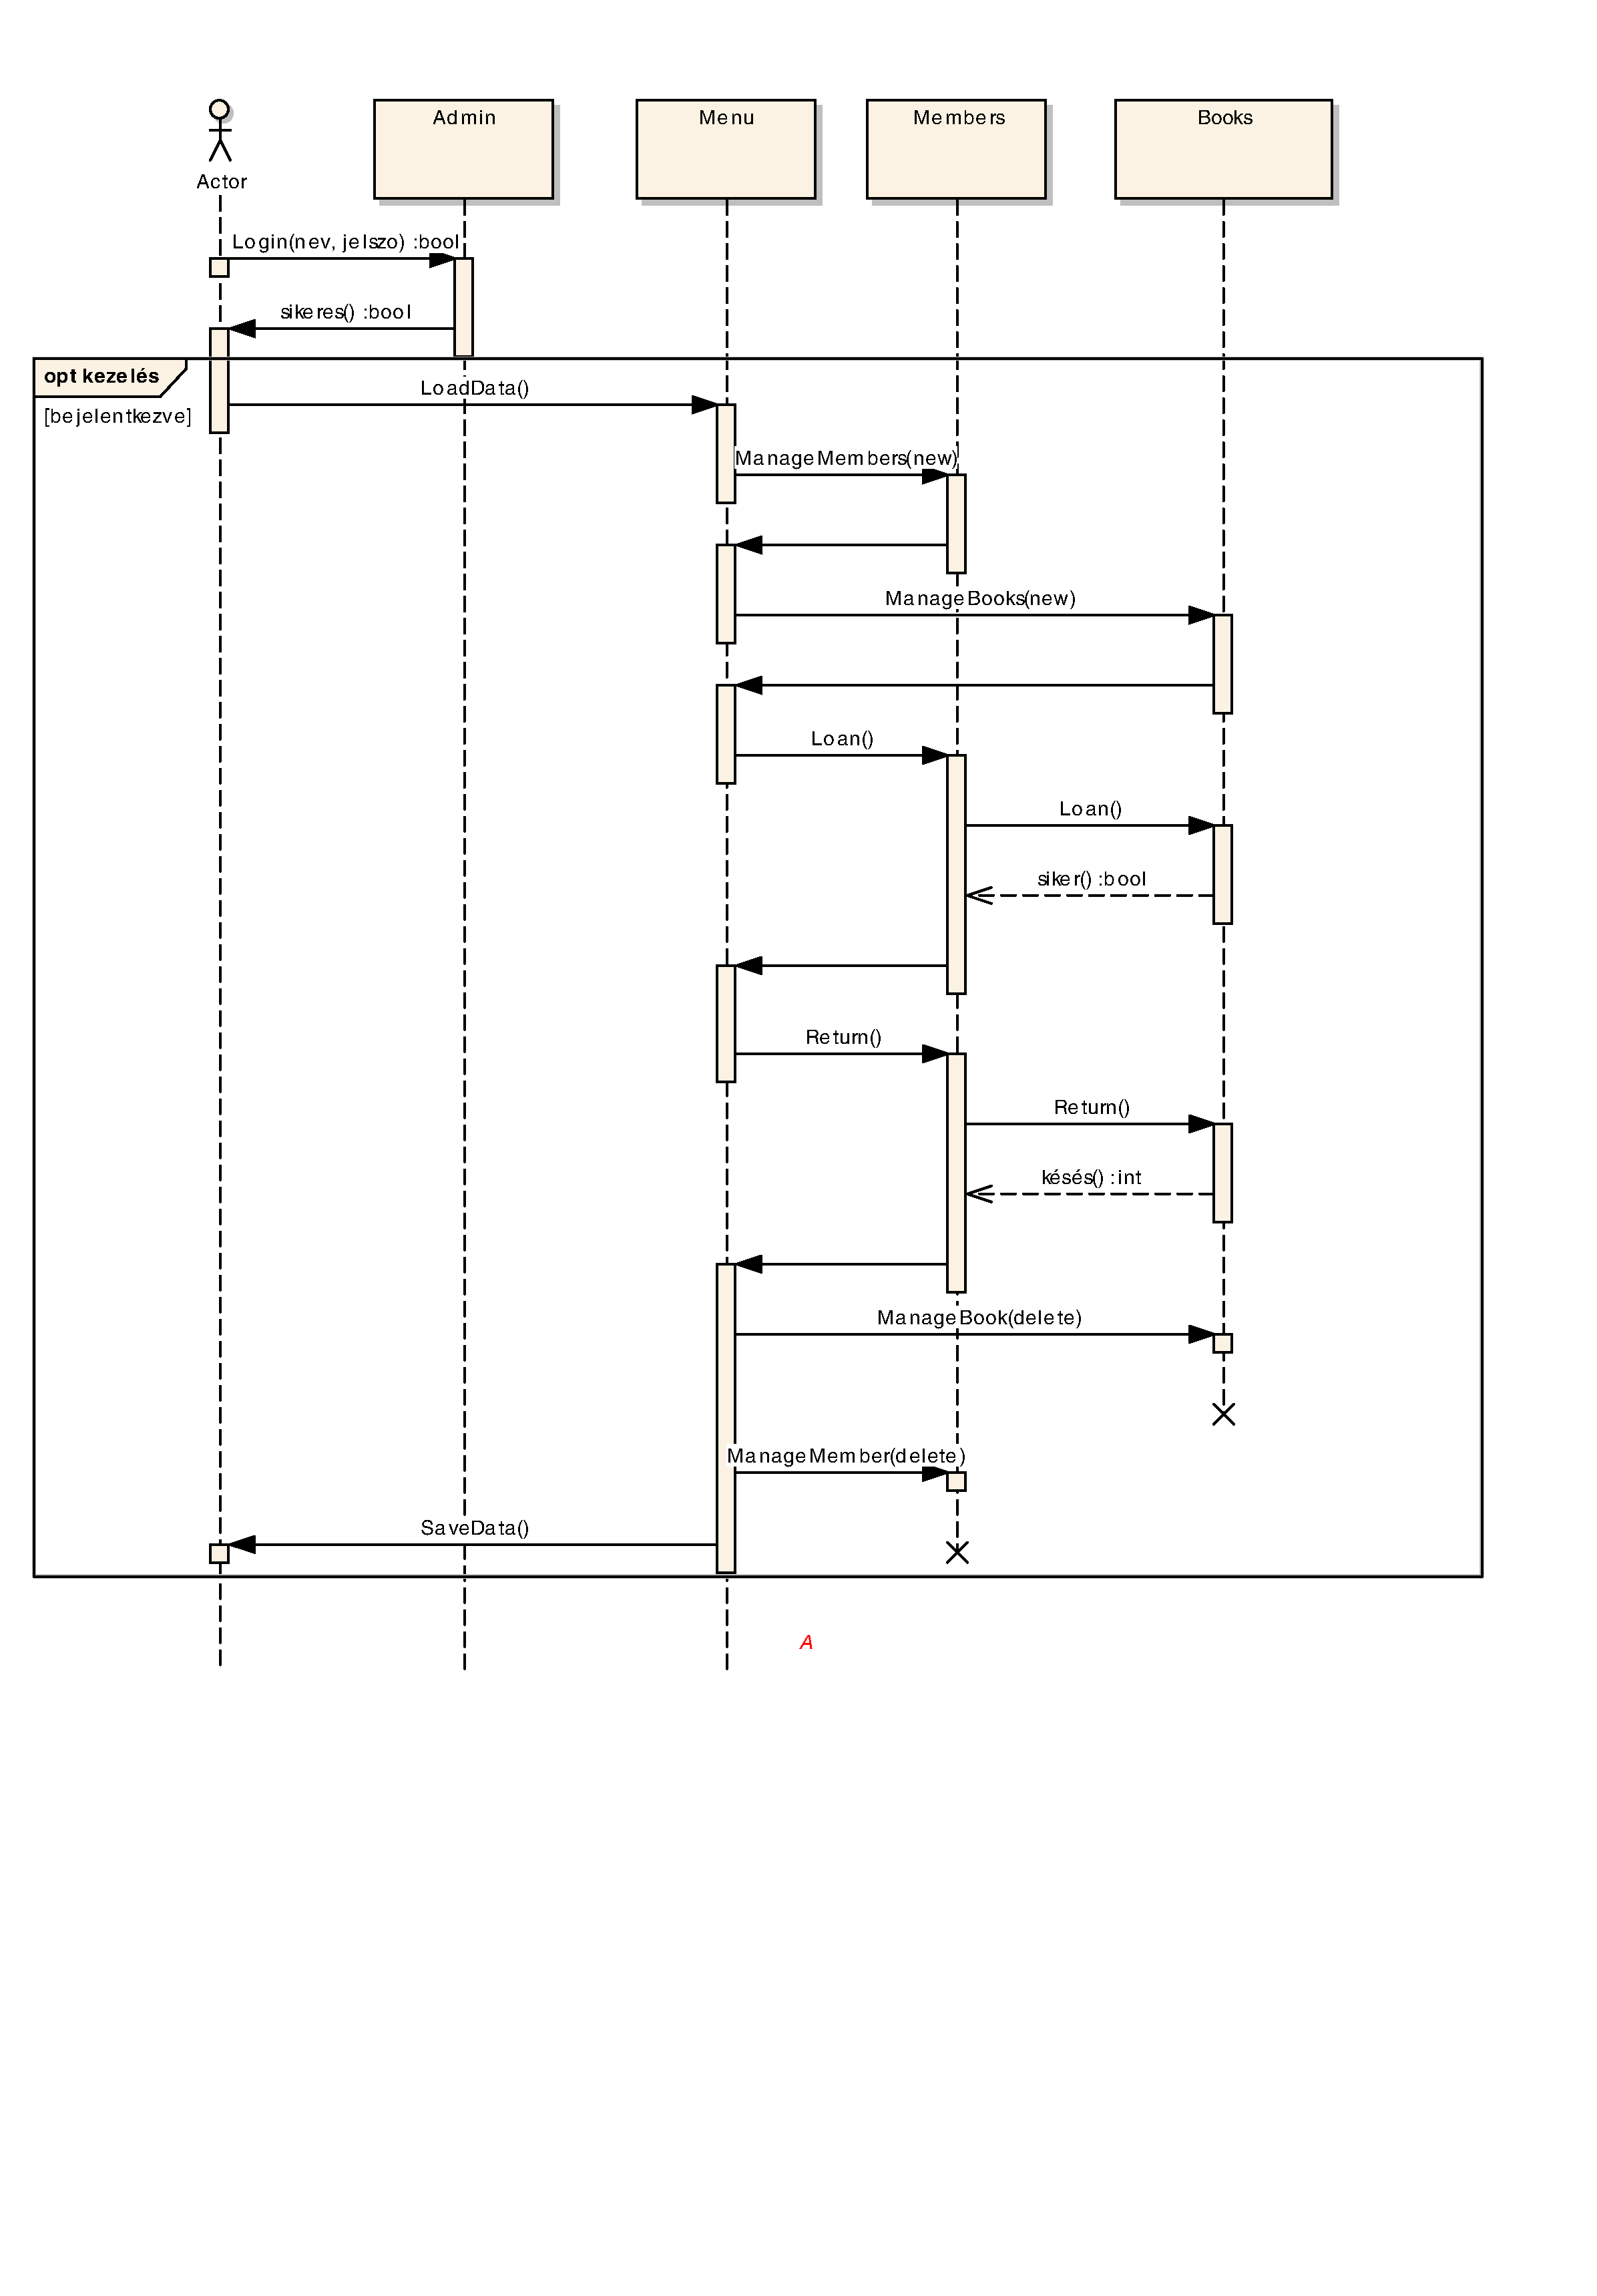 Actor
Admin
Menu
Members
Books
Login(nev, jelszo) :bool
sikeres() :bool
opt kezelés
[bejelentkezve]
LoadData()
ManageMembers(new)
ManageBooks(new)
Loan()
Loan()
siker() :bool
Return()
Return()
késés() :int
ManageBook(delete)
ManageMember(delete)
SaveData()
A